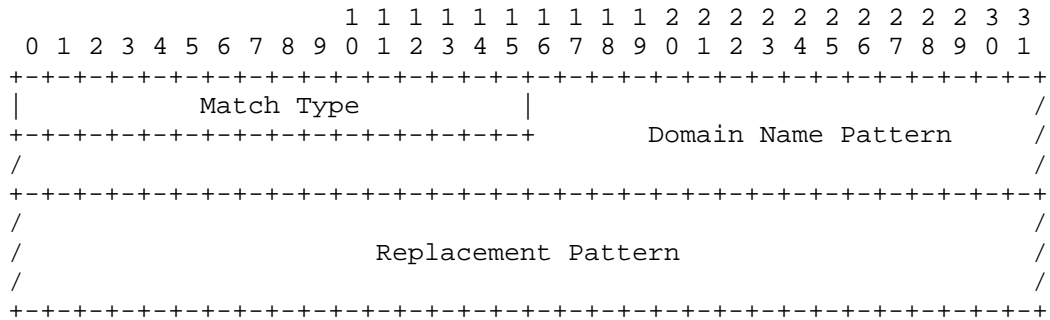 1 1 1 1 1 1 1 1 1 1 2 2 2 2 2 2 2 2 2 2 3 3
 0 1 2 3 4 5 6 7 8 9 0 1 2 3 4 5 6 7 8 9 0 1 2 3 4 5 6 7 8 9 0 1
+-+-+-+-+-+-+-+-+-+-+-+-+-+-+-+-+-+-+-+-+-+-+-+-+-+-+-+-+-+-+-+-+
|           Match Type          |                               /
+-+-+-+-+-+-+-+-+-+-+-+-+-+-+-+-+       Domain Name Pattern     /
/                                                               /
+-+-+-+-+-+-+-+-+-+-+-+-+-+-+-+-+-+-+-+-+-+-+-+-+-+-+-+-+-+-+-+-+
/                                                               /
/                      Replacement Pattern                      /
/                                                               /
+-+-+-+-+-+-+-+-+-+-+-+-+-+-+-+-+-+-+-+-+-+-+-+-+-+-+-+-+-+-+-+-+